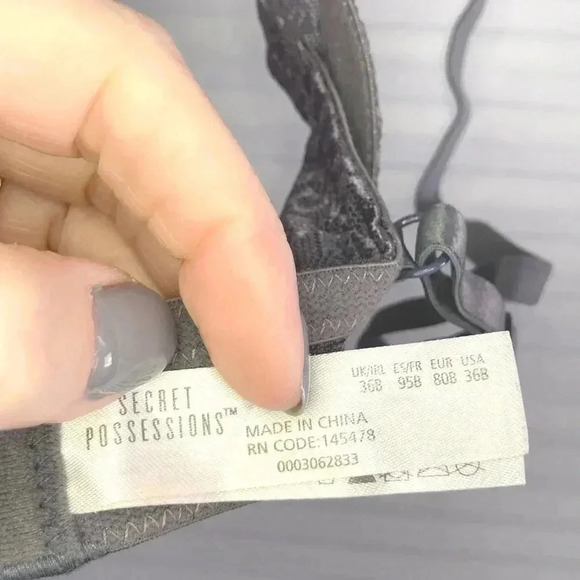 SECRET
POSSESSIONS™
UK/IRL ES/FR EUR USA
36B 95B 80B 36B
MADE IN CHINA
RN CODE:145478
0003062833